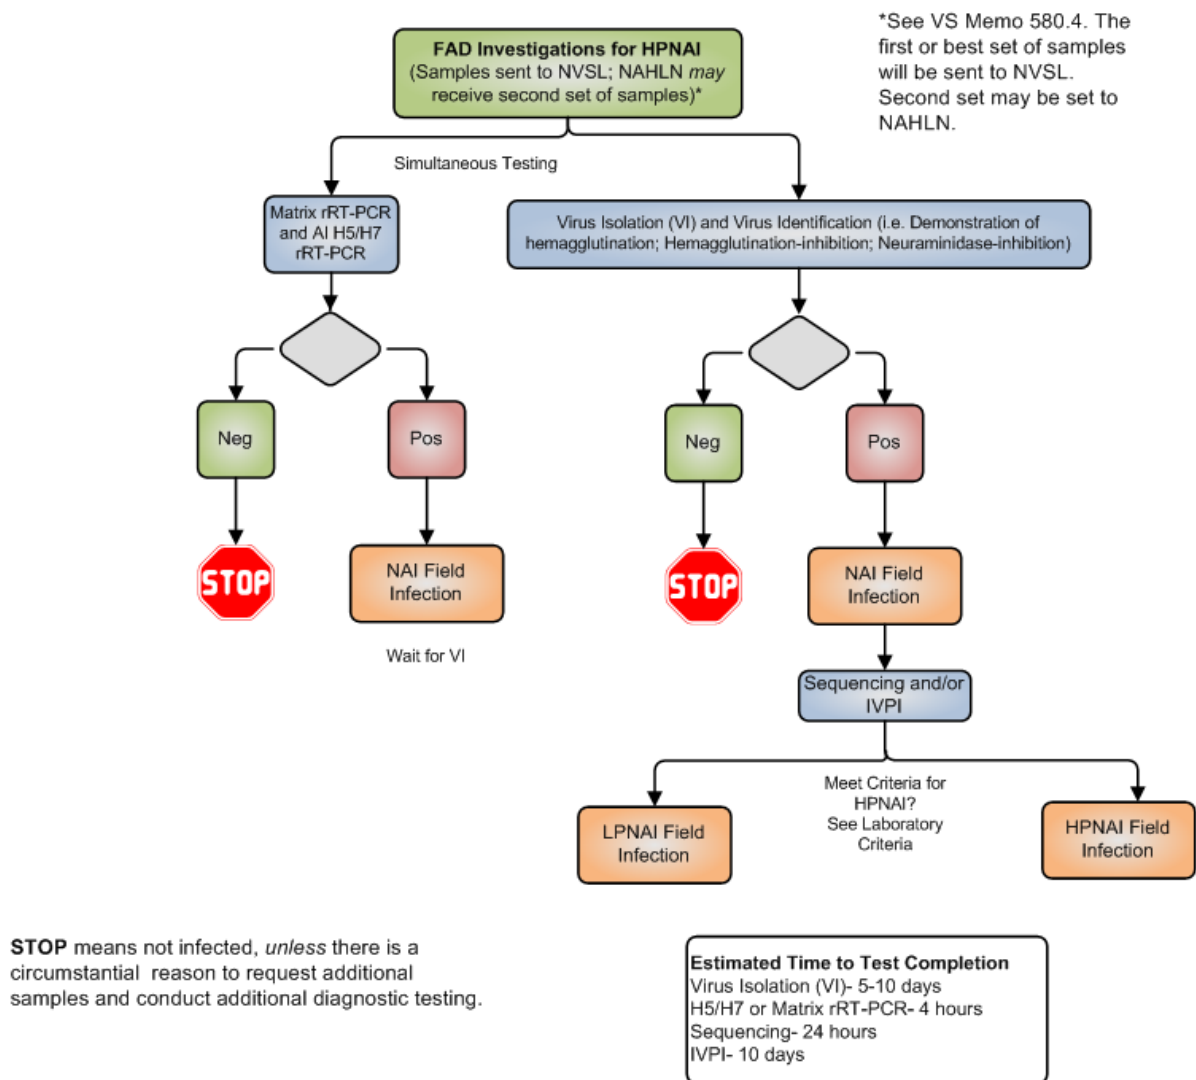 FAD Investigations for HPNAI
(Samples sent to NVSL; NAHLN may
receive second set of samples)*
*See VS Memo 580.4. The
first or best set of samples
will be sent to NVSL.
Second set may be set to
NAHLN.
Simultaneous Testing
Matrix rRT-PCR
and AI H5/H7
rRT-PCR
Virus Isolation (VI) and Virus Identification (i.e. Demonstration of
hemagglutination; Hemagglutination-inhibition; Neuraminidase-inhibition)
Neg
Pos
Neg
Pos
STOP
NAI Field
Infection
Wait for VI
STOP
NAI Field
Infection
Sequencing and/or
IVPI
Meet Criteria for
HPNAI?
See Laboratory
Criteria
LPNAI Field
Infection
HPNAI Field
Infection
STOP means not infected, unless there is a
circumstantial reason to request additional
samples and conduct additional diagnostic testing.
Estimated Time to Test Completion
Virus Isolation (VI)- 5-10 days
H5/H7 or Matrix rRT-PCR- 4 hours
Sequencing- 24 hours
IVPI- 10 days